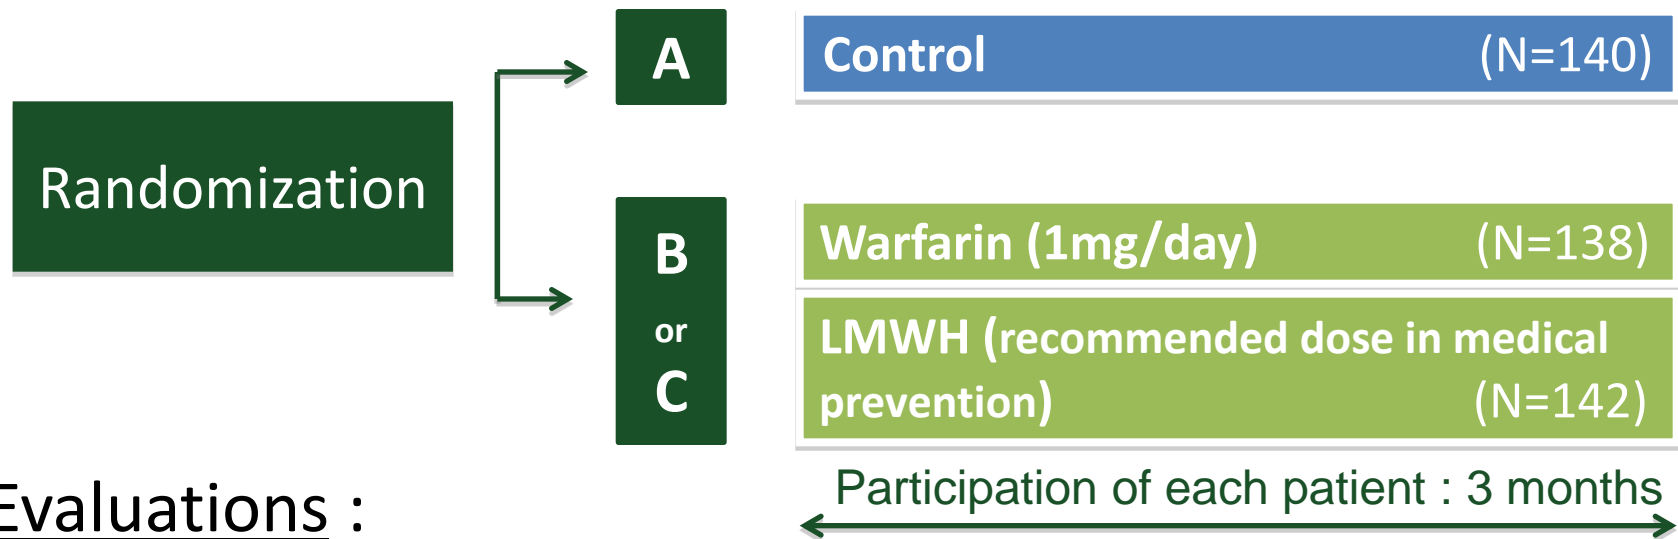 A
Control (N=140)
Randomization
B
or
C
Warfarin (1mg/day) (N=138)
LMWH (recommended dose in medical
prevention) (N=142)
Participation of each patient : 3 months
Evaluations :